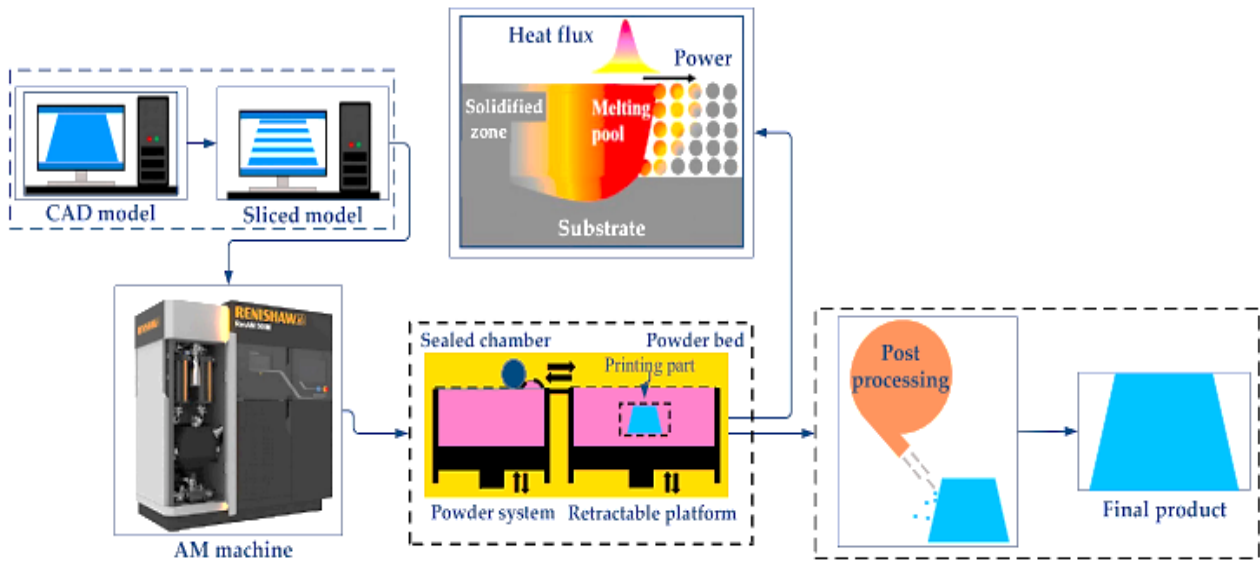 Heat flux
Power
Solidified
zone
Melting
pool
Substrate
CAD model
Sliced model
RENISHAW
AM machine
Sealed chamber
Powder bed
Printing part
Powder system
Retractable platform
Post
processing
Final product